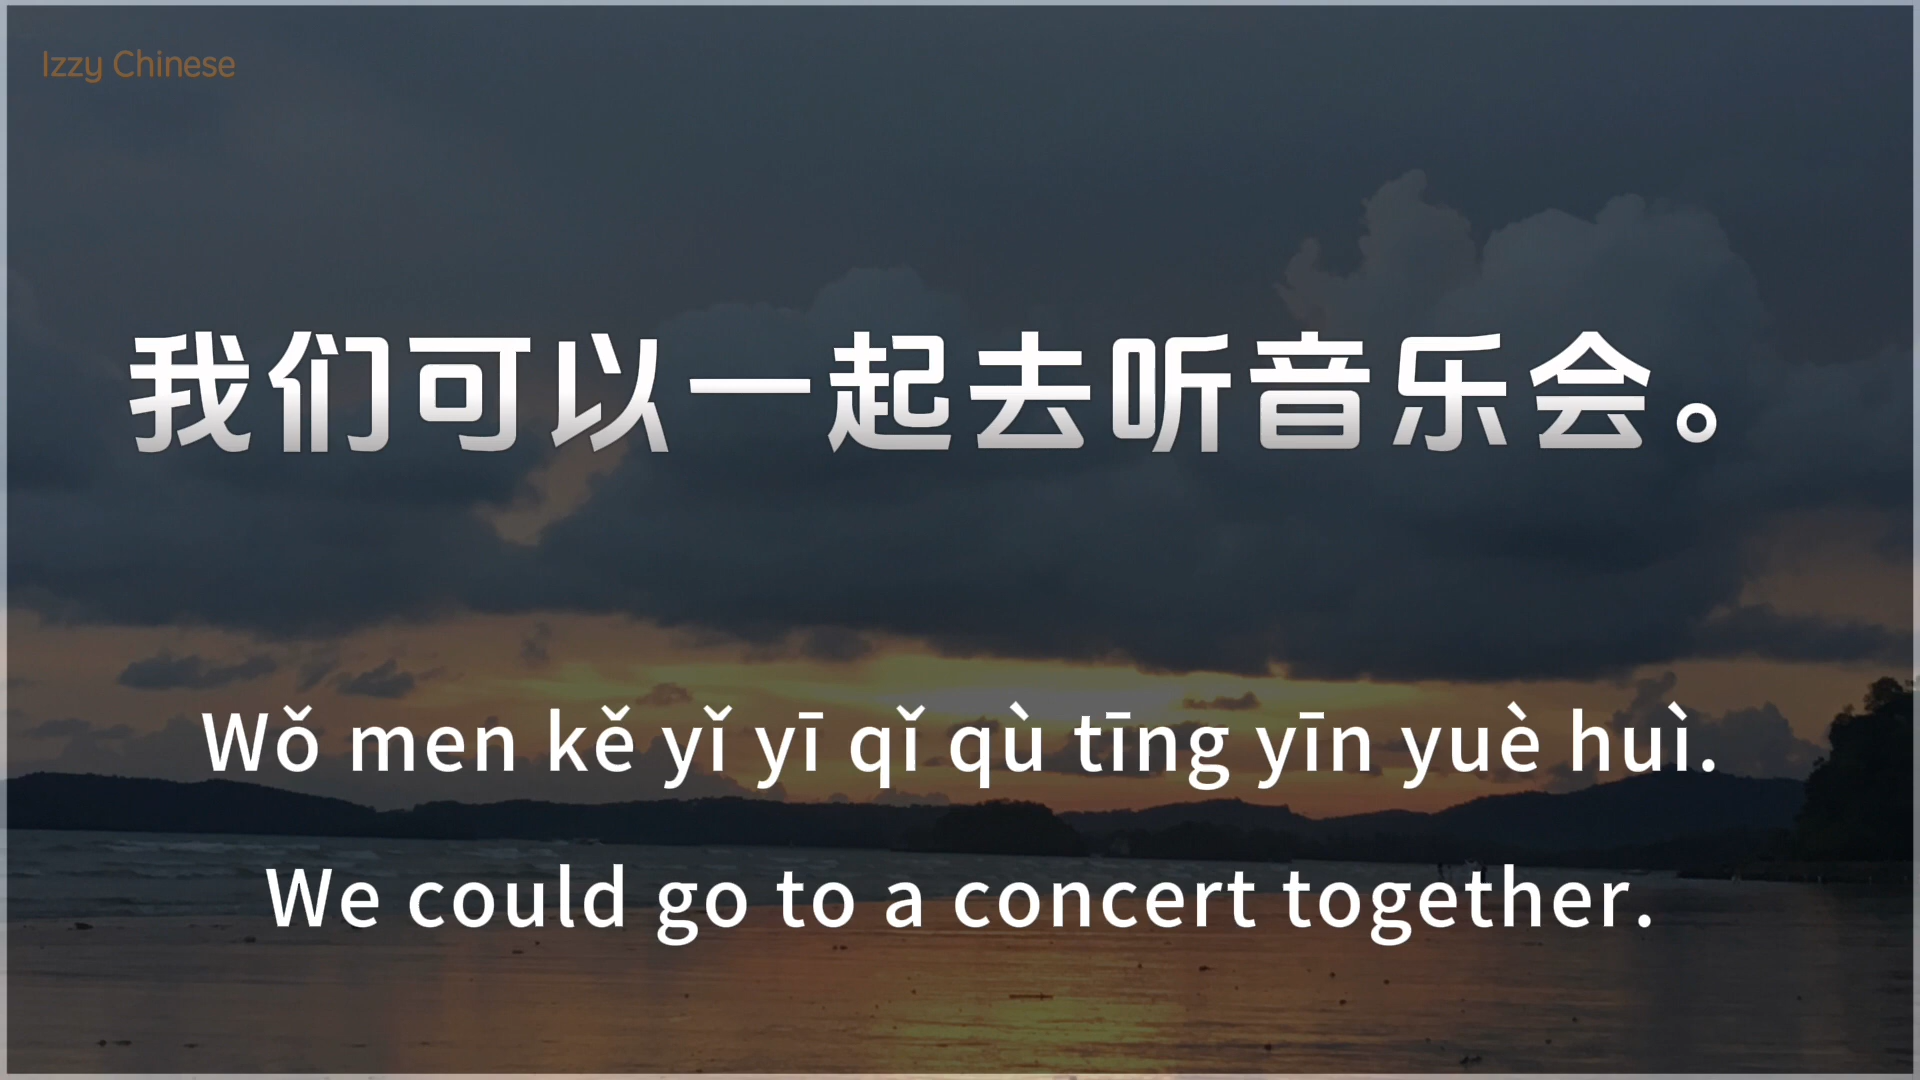 Izzy Chinese
我们可以一起去听音乐会。
Wǒ men kě yǐ yī qǐ qù tīng yīn yuè huì.
We could go to a concert together.